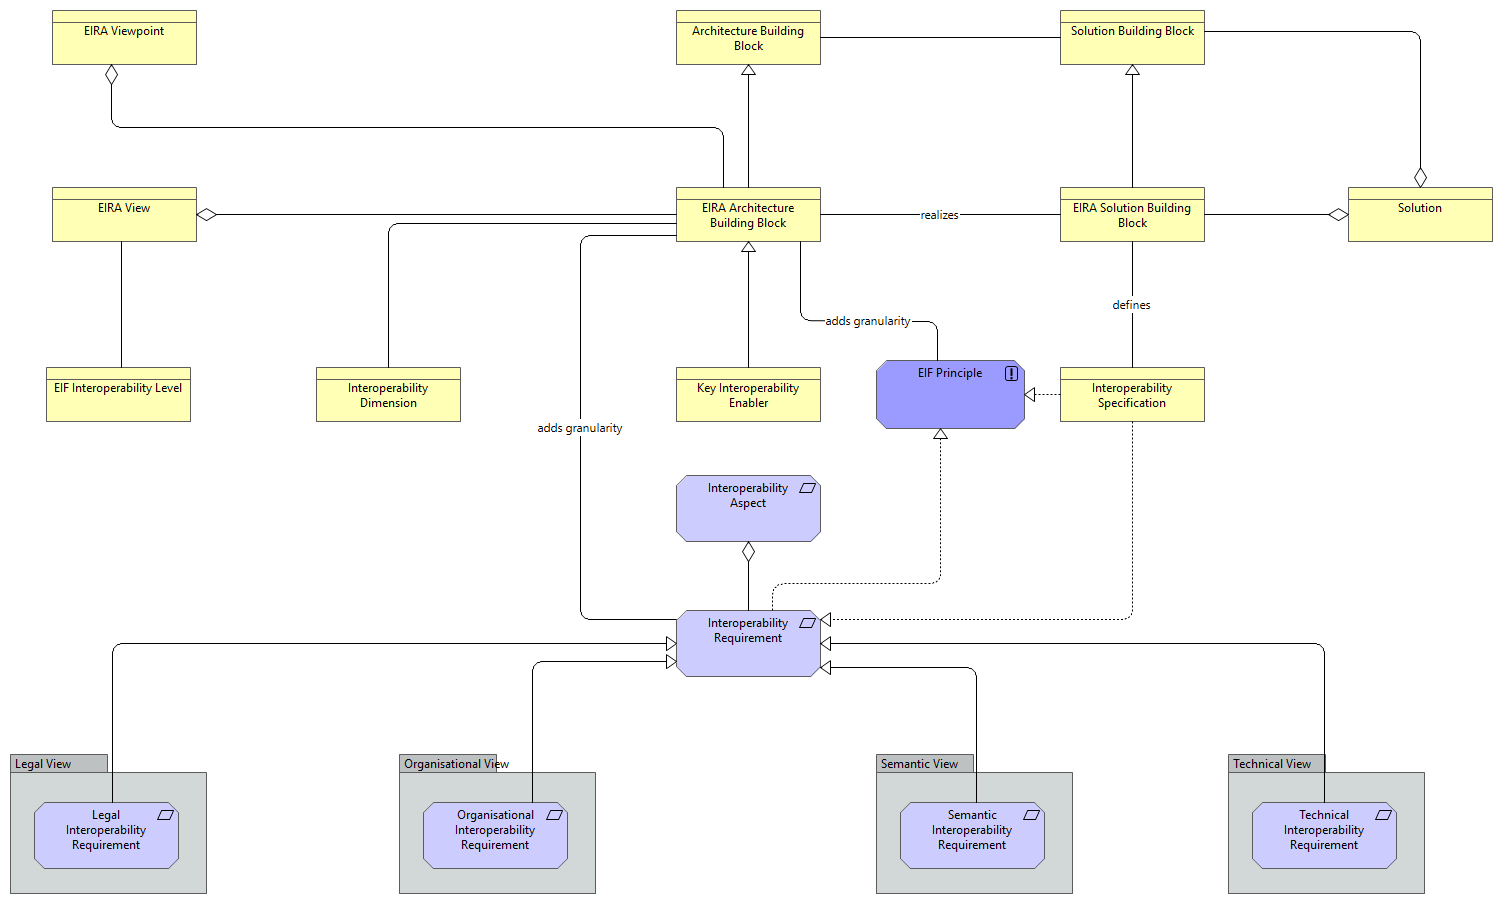 EIRA Viewpoint
Architecture Building
Block
Solution Building Block
EIRA View
EIRA Architecture
Building Block
realizes
EIRA Solution Building
Block
Solution
defines
adds granularity
EIF Interoperability Level
Interoperability
Dimension
Key Interoperability
Enabler
EIF Principle
Interoperability
Specification
adds granularity
Interoperability
Aspect
Interoperability
Requirement
Legal View
Legal
Interoperability
Requirement
Organisational View
Organisational
Interoperability
Requirement
Semantic View
Semantic
Interoperability
Requirement
Technical View
Technical
Interoperability
Requirement